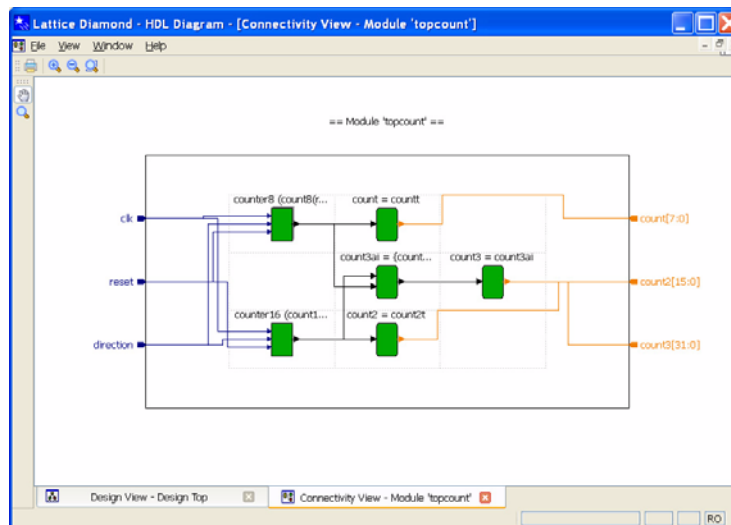 Lattice Diamond - HDL Diagram - [Connectivity View - Module 'topcount']
File View Window Help
== Module 'topcount' ==
counter8 (count8(r... count = countt
clk count[7:0]
count3ai = {count... count3 = count3ai
reset count2[15:0]
counter16 (count1... count2 = count2t
direction count3[31:0]
Design View - Design Top Connectivity View - Module 'topcount'
RO